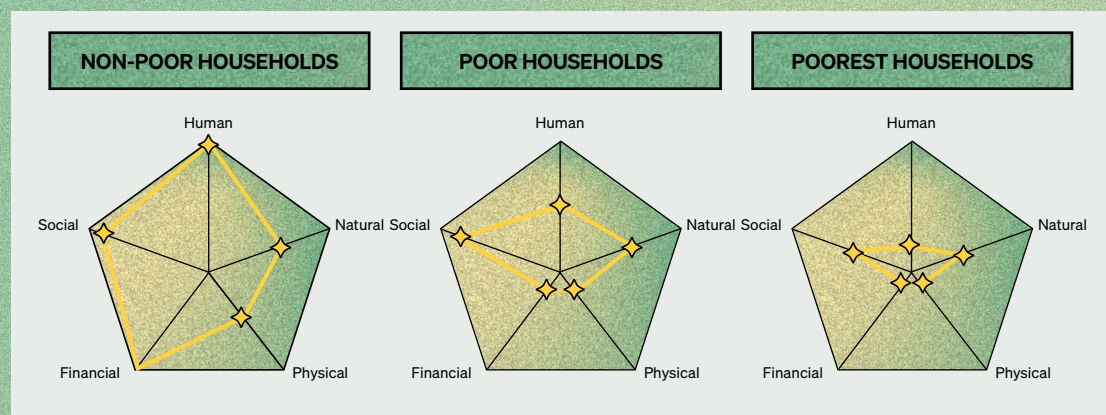 NON-POOR HOUSEHOLDS
Human
Social
Natural
Financial
Physical
POOR HOUSEHOLDS
Human
Social
Natural
Financial
Physical
POOREST HOUSEHOLDS
Human
Social
Natural
Financial
Physical